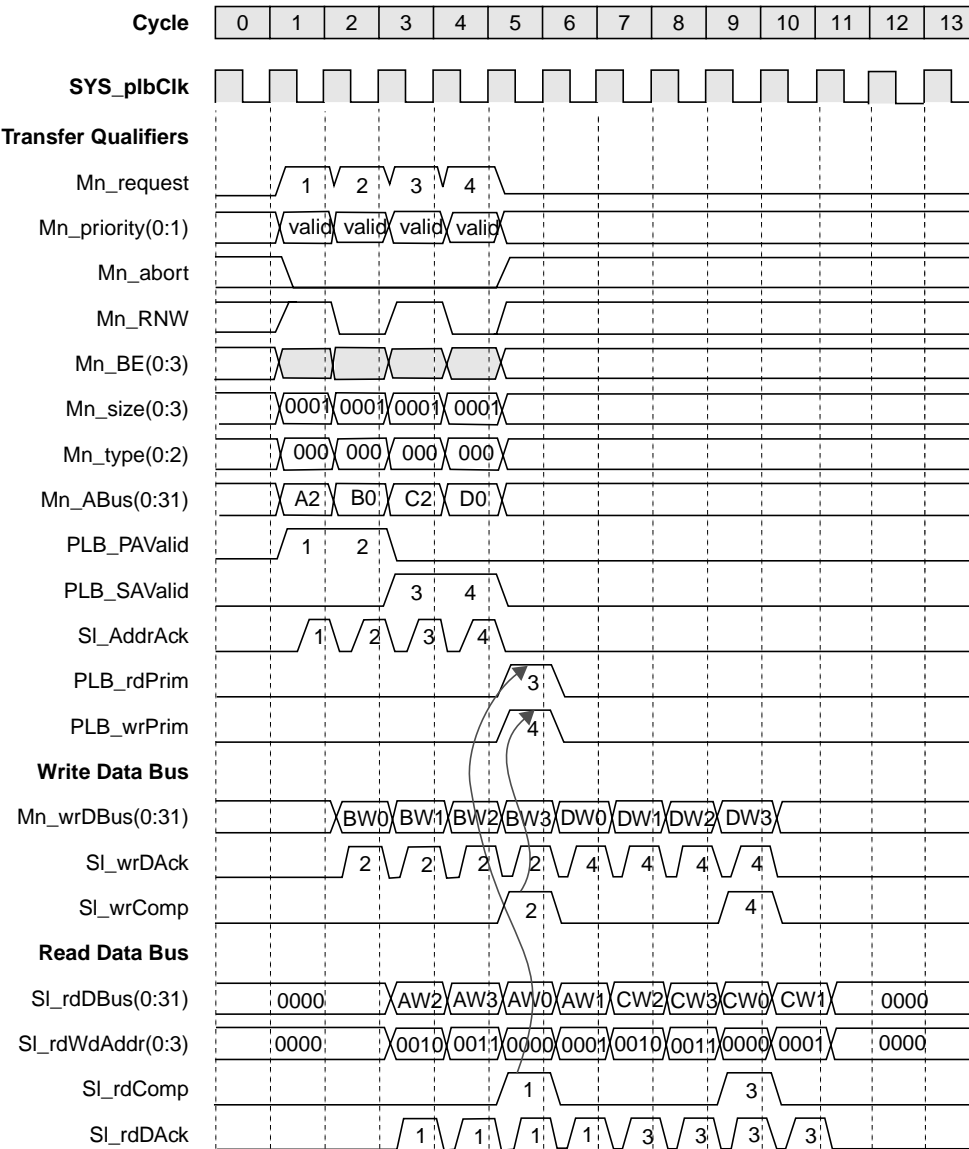 Cycle 0 1 2 3 4 5 6 7 8 9 10 11 12 13
SYS_plbClk
Transfer Qualifiers
Mn_request 1 2 3 4
Mn_priority(0:1) valid valid valid valid
Mn_abort
Mn_RNW
Mn_BE(0:3)
Mn_size(0:3) 0001 0001 0001 0001
Mn_type(0:2) 000 000 000 000
Mn_ABus(0:31) A2 B0 C2 D0
PLB_PAValid 1 2
PLB_SAValid 3 4
Sl_AddrAck 1 2 3 4
PLB_rdPrim 3
PLB_wrPrim 4
Write Data Bus
Mn_wrDBus(0:31) BW0 BW1 BW2 BW3 DW0 DW1 DW2 DW3
Sl_wrDAck 2 2 2 2 4 4 4 4
Sl_wrComp 2 4
Read Data Bus
Sl_rdDBus(0:31) 0000 AW2 AW3 AW0 AW1 CW2 CW3 CW0 CW1 0000
Sl_rdWdAddr(0:3) 0000 0010 0011 0000 0001 0010 0011 0000 0001 0000
Sl_rdComp 1 3
Sl_rdDAck 1 1 1 1 3 3 3 3